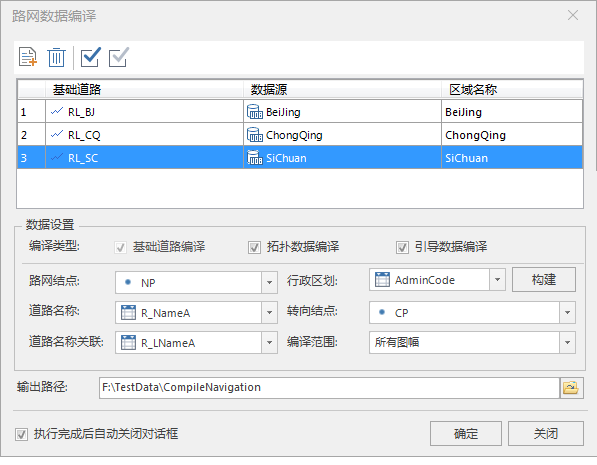 路网数据编译
基础道路 数据源 区域名称
1 RL_BJ BeiJing BeiJing
2 RL_CQ ChongQing ChongQing
3 RL_SC SiChuan SiChuan
数据设置
编译类型: 基础道路编译 拓扑数据编译 引导数据编译
路网结点: NP 行政区划: AdminCode 构建
道路名称: R_NameA 转向结点: CP
道路名称关联: R_LNameA 编译范围: 所有图幅
输出路径: F:\TestData\CompileNavigation
执行完成后自动关闭对话框 确定 关闭